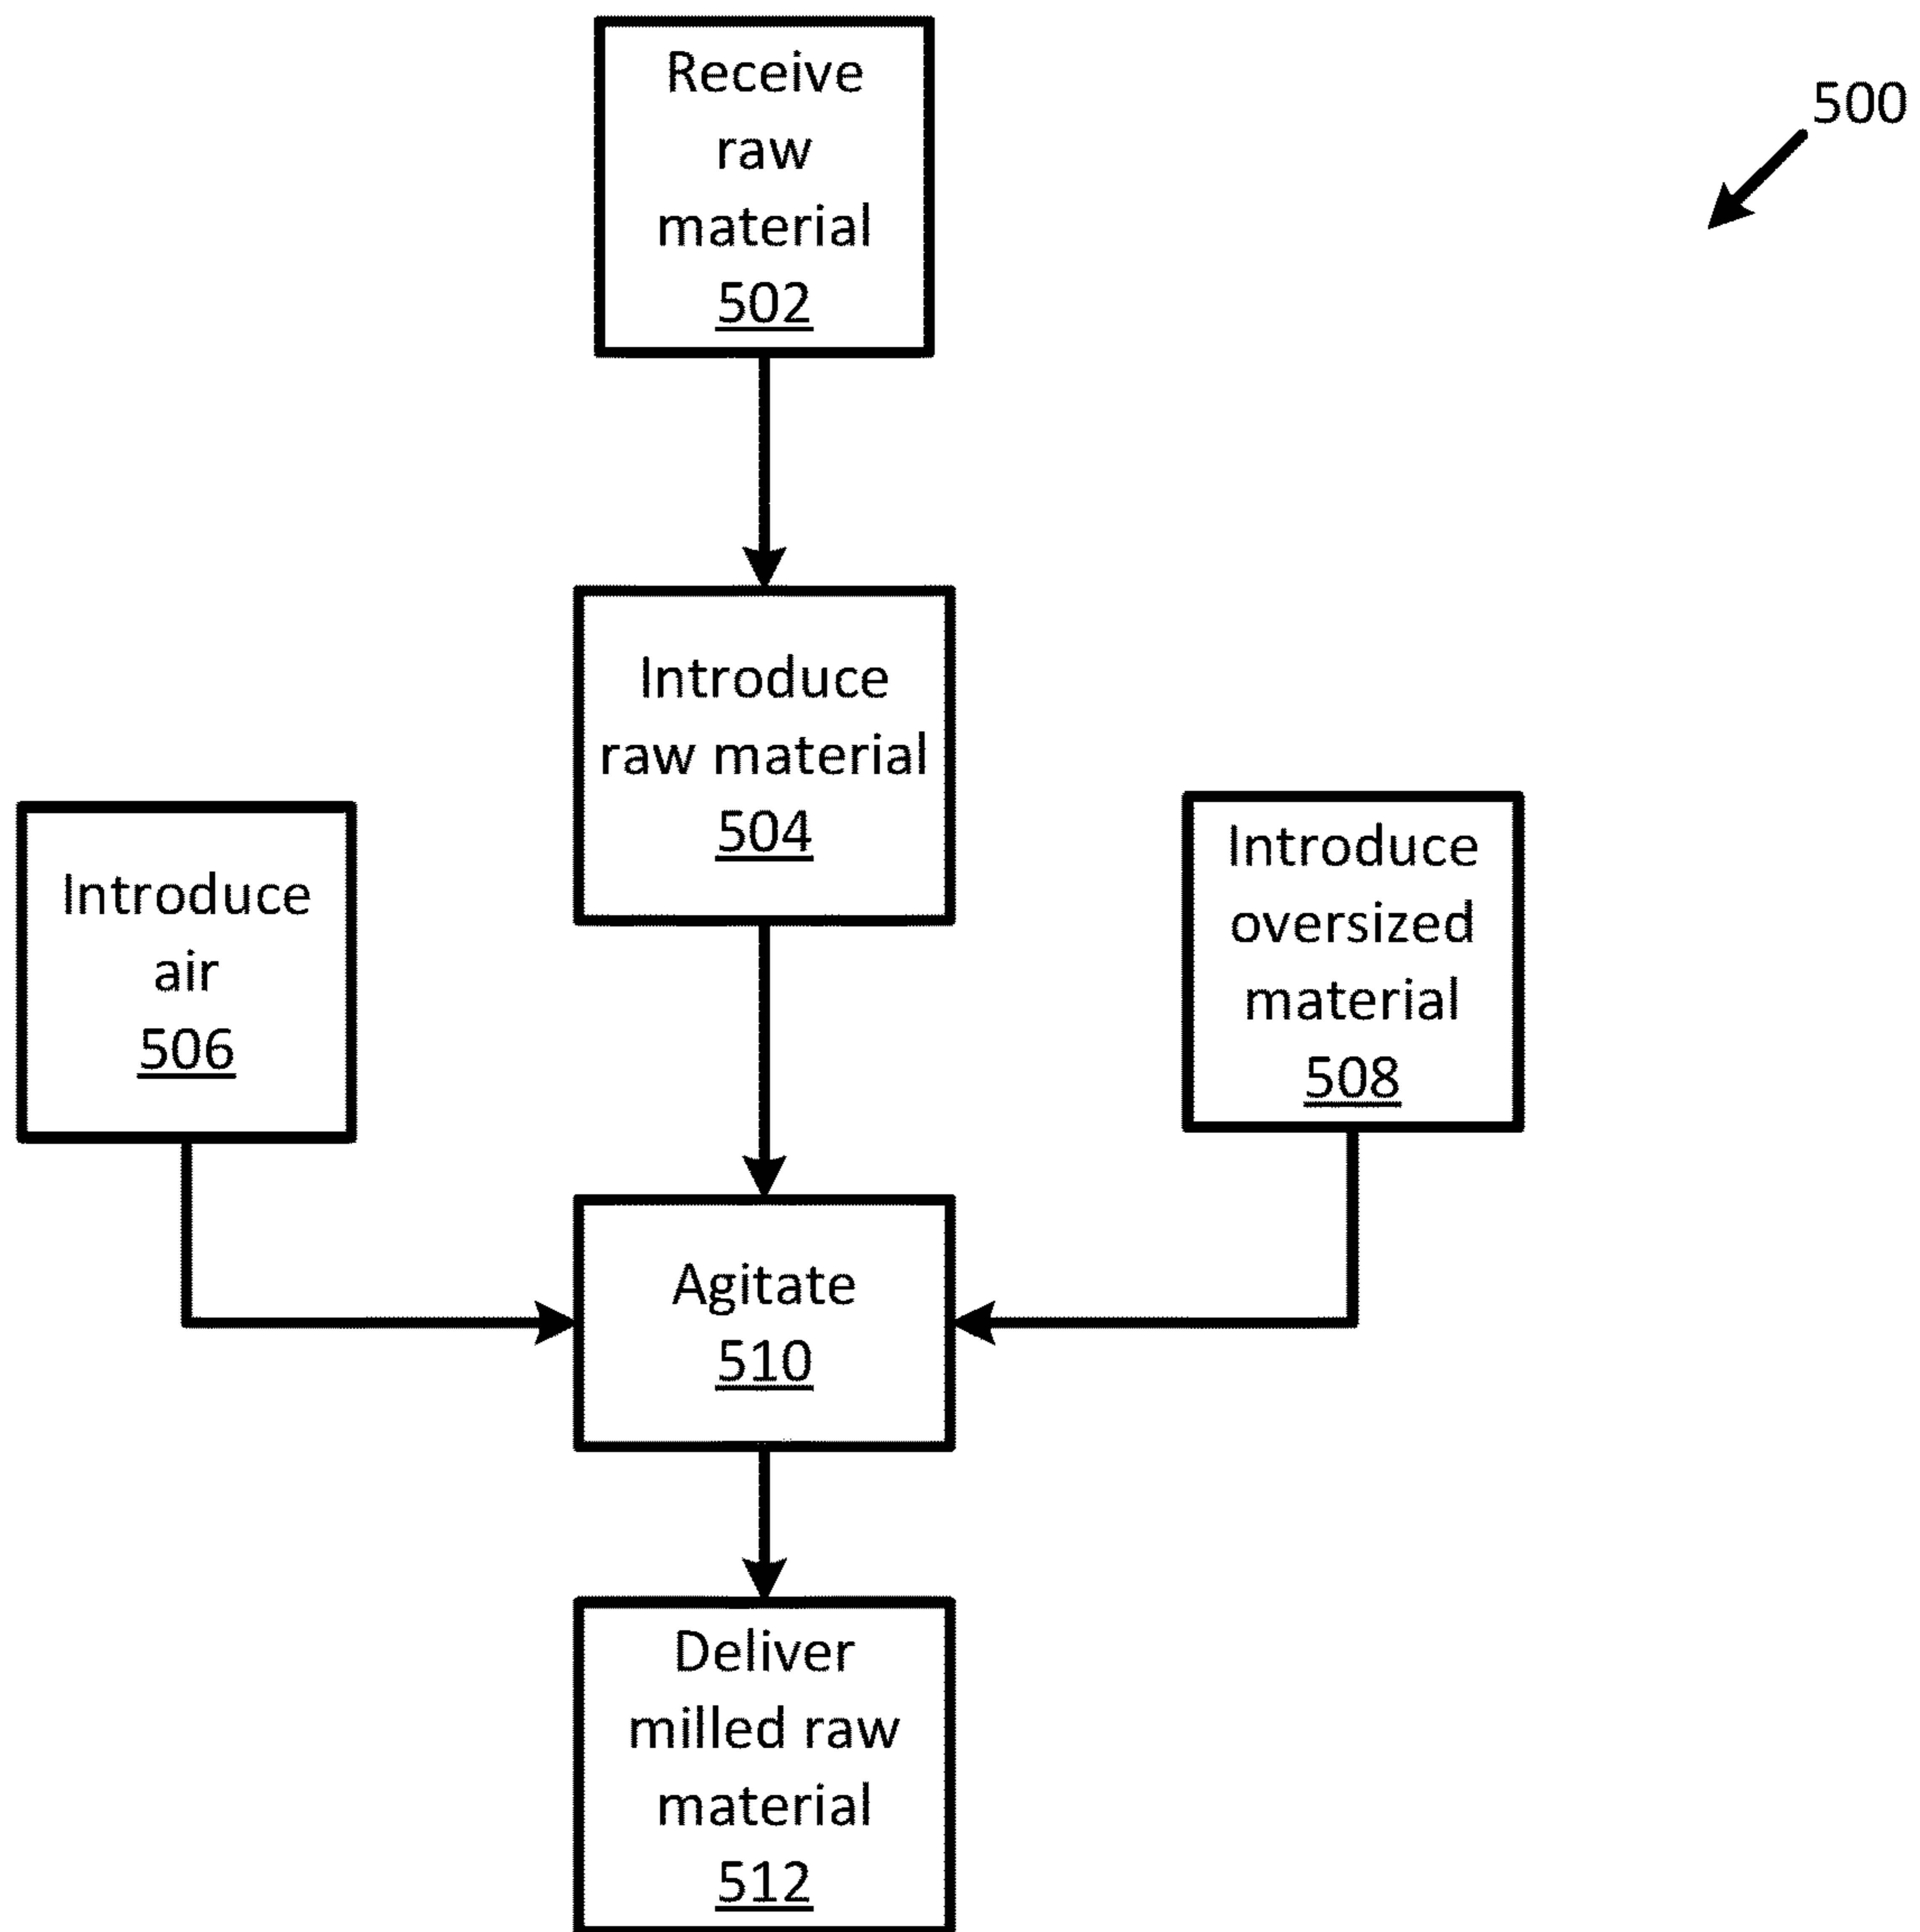 Receive
raw
material
502
500
Introduce
raw material
504
Introduce
air
506
Introduce
oversized
material
508
Agitate
510
Deliver
milled raw
material
512